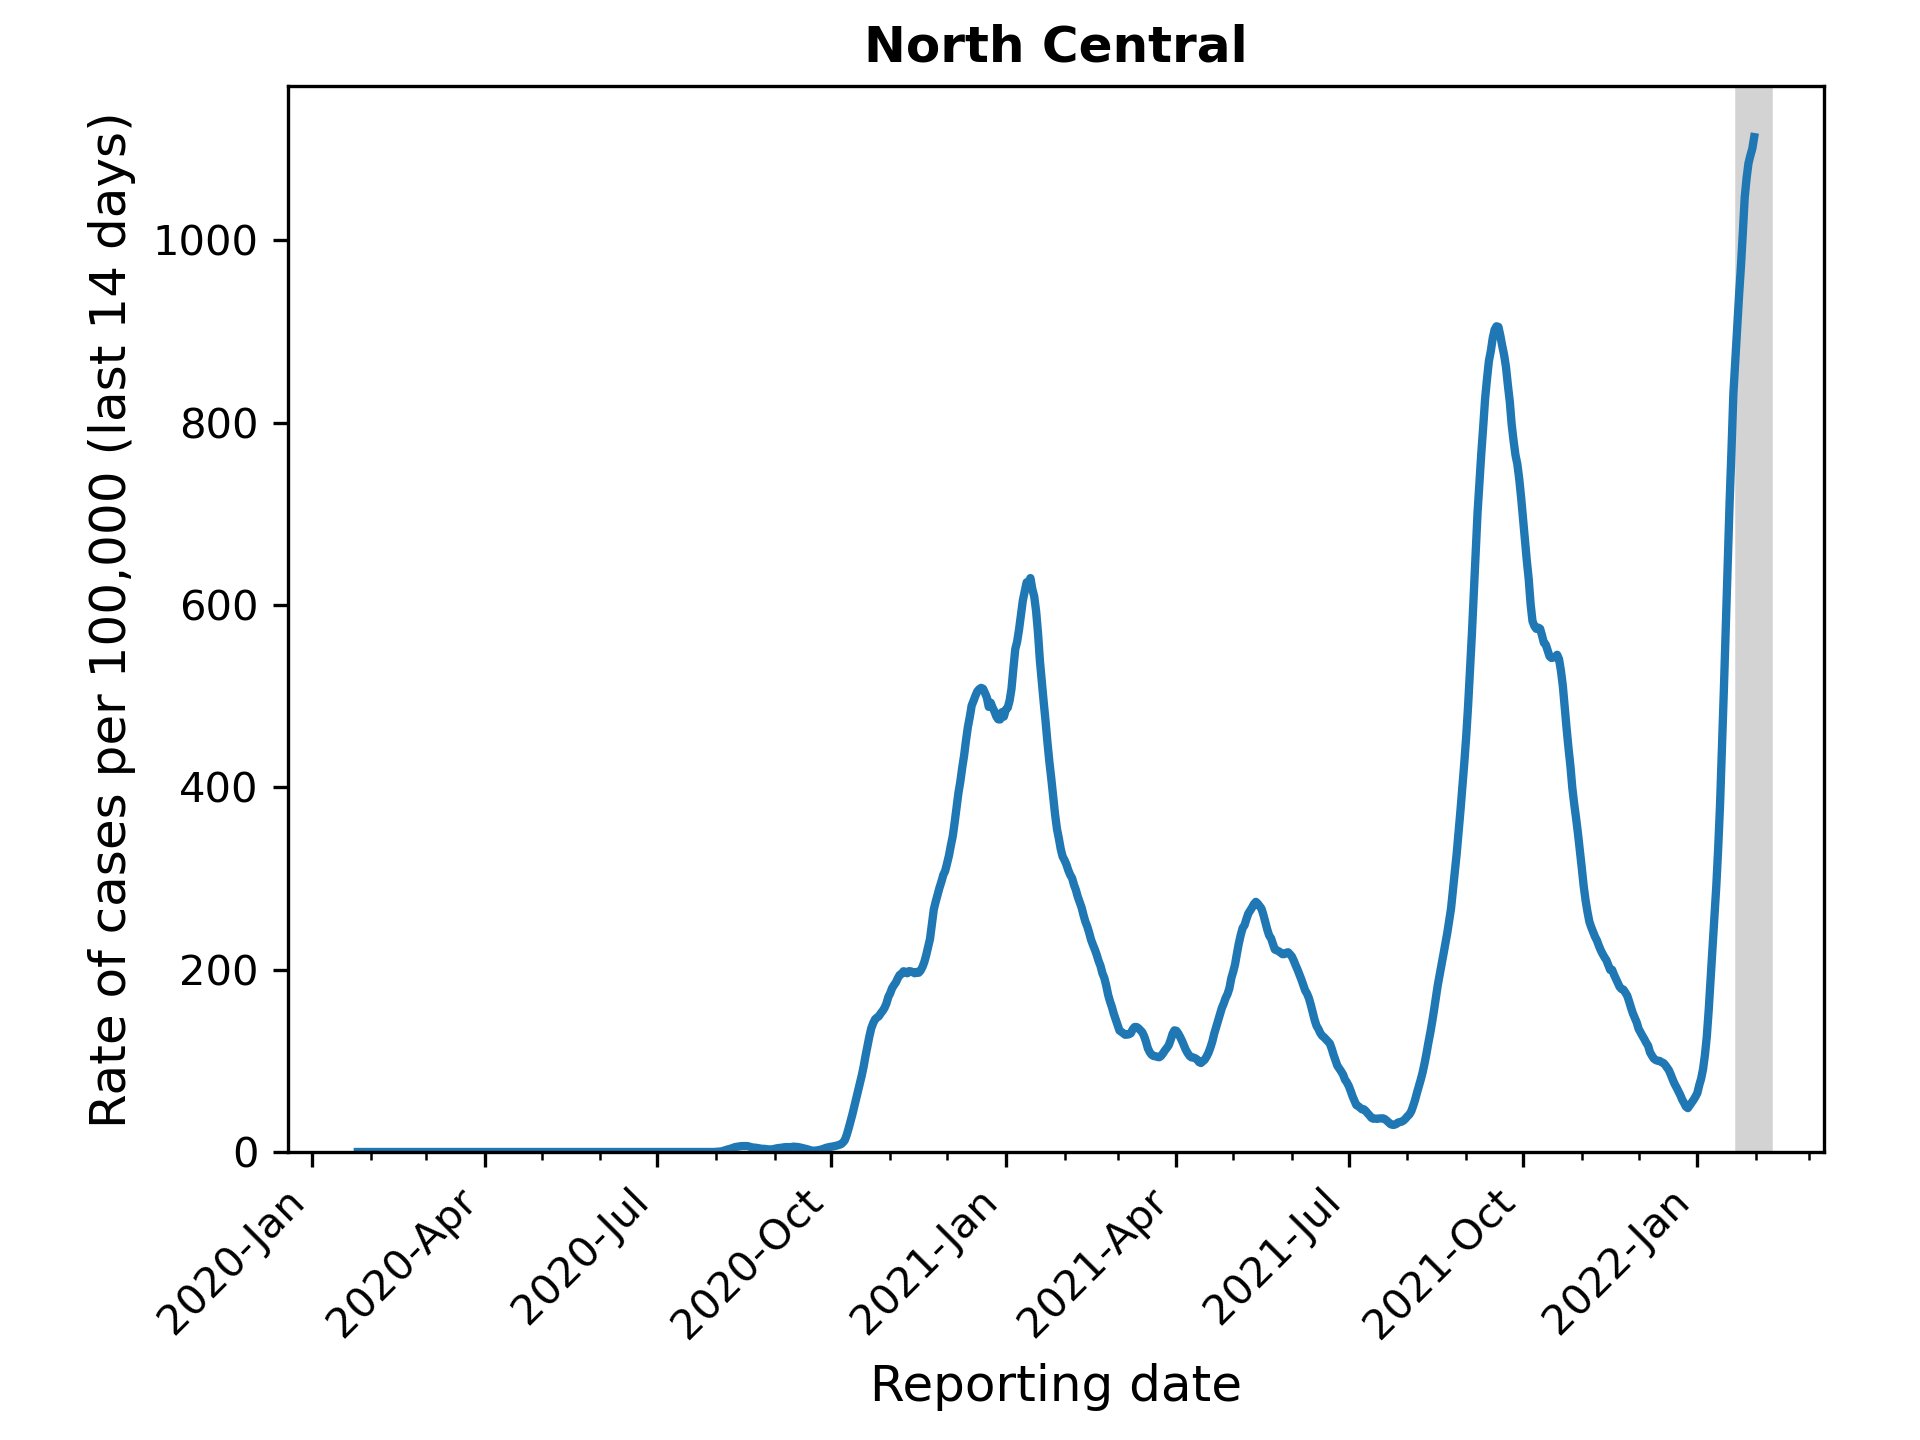 North Central
Rate of cases per 100,000 (last 14 days)
1000
800
600
400
200
0
2020-Jan
2020-Apr
2020-Jul
2020-Oct
2021-Jan
2021-Apr
2021-Jul
2021-Oct
2022-Jan
Reporting date